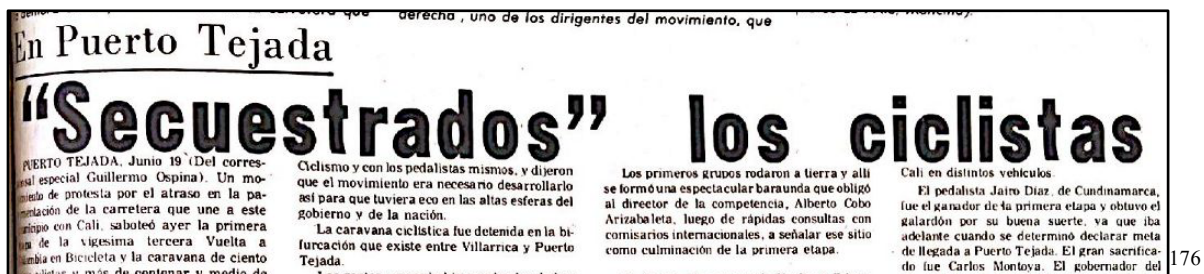 derecha , uno de los dirigentes del movimiento, que
En Puerto Tejada
“Secuestrados” los ciclistas
PUERTO TEJADA, Junio 19 (Del corres-
especial Guillermo Ospina). Un mo-
de protesta por el atraso en la pa-
de la carretera que une a este
con Cali, saboteó ayer la primera
de la vigesima tercera Vuelta a
en Bicicleta y la caravana de ciento
y más de centenar y medio de
Ciclismo y con los pedalistas mismos, y dijeron
que el movimiento era necesario desarrollarlo
así para que tuviera eco en las altas esferas del
gobierno y de la nación.
La caravana ciclística fue detenida en la bi-
furcación que existe entre Villarrica y Puerto
Tejada.
Los primeros grupos rodaron a tierra y allí
se formó una espectacular baraunda que obligó
al director de la competencia, Alberto Cobo
Arizabaleta, luego de rápidas consultas con
comisarios internacionales, a señalar ese sitio
como culminación de la primera etapa.
Cali en distintos vehículos.
El pedalista Jairo Díaz, de Cundinamarca,
fue el ganador de la primera etapa y obtuvo el
galardón por su buena suerte, ya que iba
adelante cuando se determinó declarar meta
de llegada a Puerto Tejada. El gran sacrifica-
do fue Carlos Montoya. El gobernador del
176